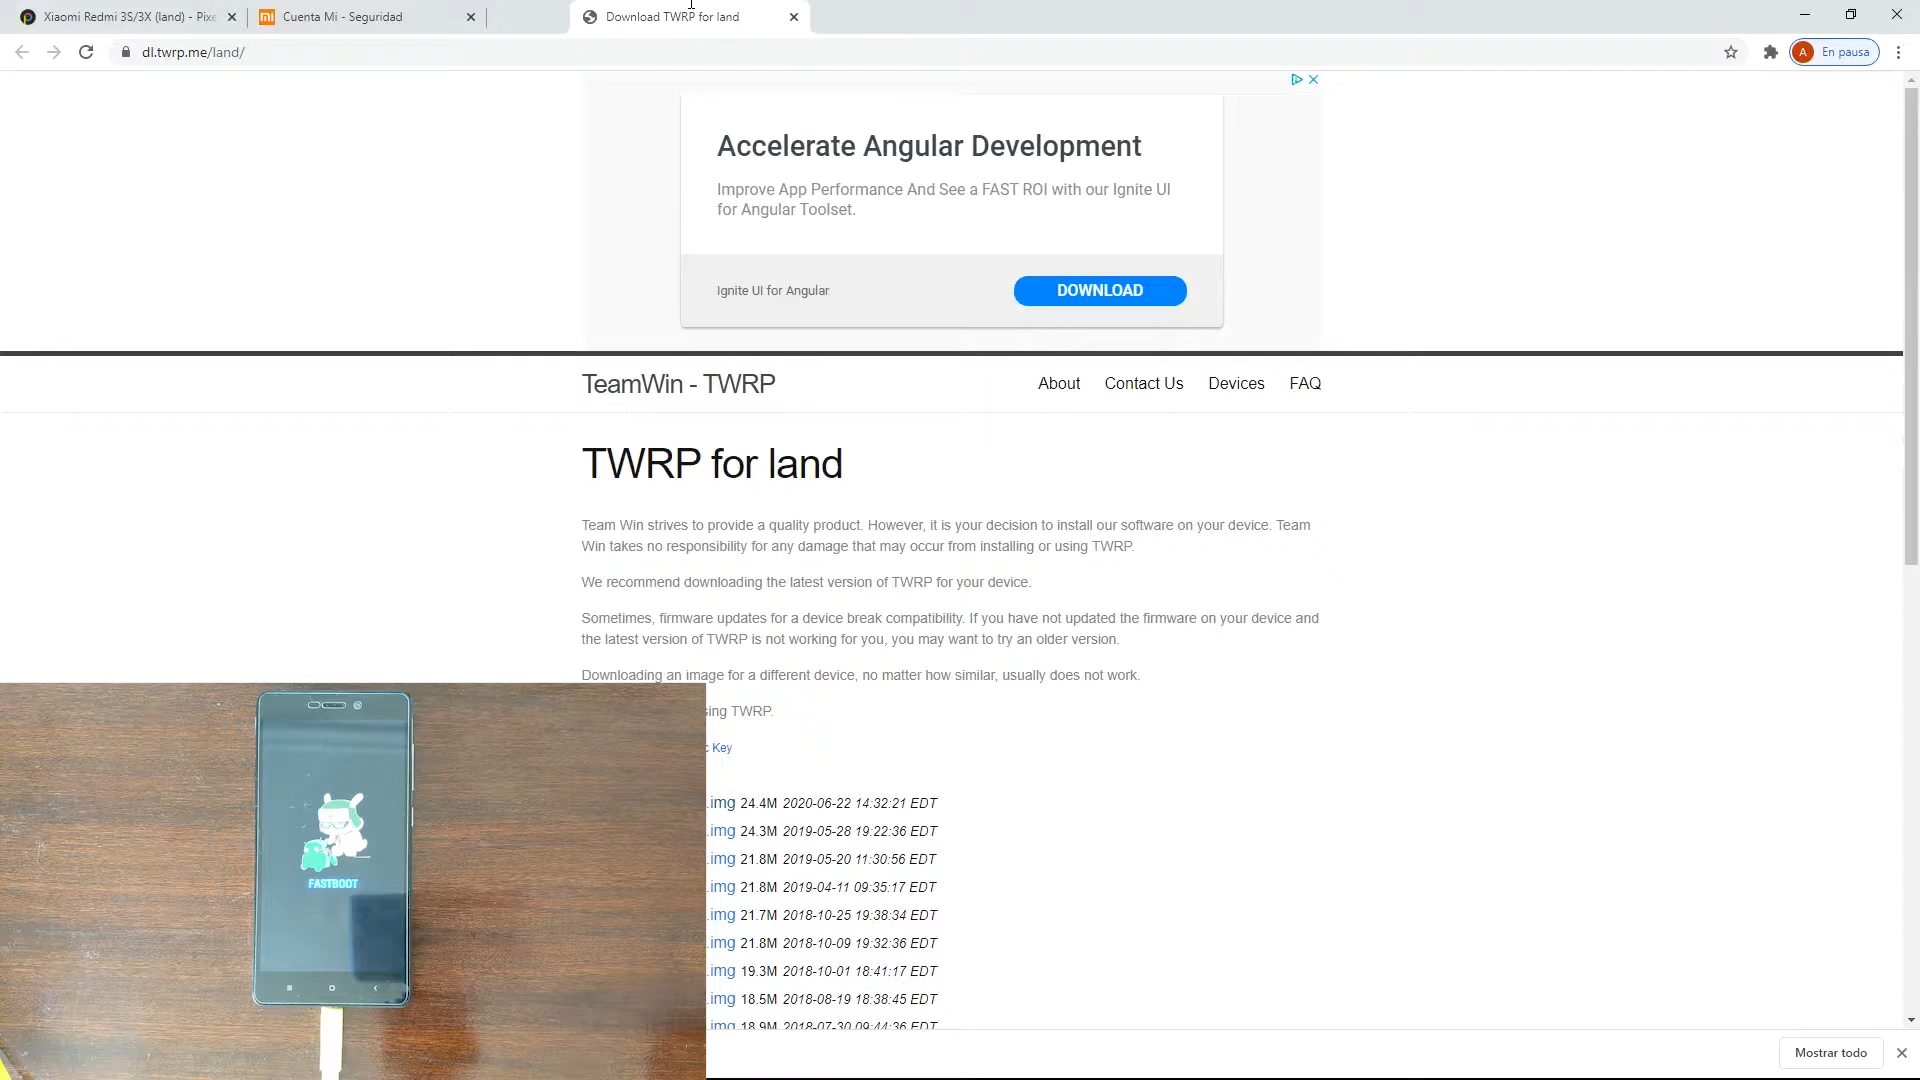 Xiaomi Redmi 3S/3X (land) - Pixe
Cuenta Mi - Seguridad
Download TWRP for land
dl.twrp.me/land/
A
En pausa
Accelerate Angular Development
Improve App Performance And See a FAST ROI with our Ignite UI
for Angular Toolset.
Ignite UI for Angular
DOWNLOAD
TeamWin - TWRP
About
Contact Us
Devices
FAQ
TWRP for land
Team Win strives to provide a quality product. However, it is your decision to install our software on your device. Team
Win takes no responsibility for any damage that may occur from installing or using TWRP.
We recommend downloading the latest version of TWRP for your device.
Sometimes, firmware updates for a device break compatibility. If you have not updated the firmware on your device and
the latest version of TWRP is not working for you, you may want to try an older version.
Downloading an image for a different device, no matter how similar, usually does not work.
sing TWRP.
c Key
.img 24.4M 2020-06-22 14:32:21 EDT
.img 24.3M 2019-05-28 19:22:36 EDT
.img 21.8M 2019-05-20 11:30:56 EDT
.img 21.8M 2019-04-11 09:35:17 EDT
.img 21.7M 2018-10-25 19:38:34 EDT
.img 21.8M 2018-10-09 19:32:36 EDT
.img 19.3M 2018-10-01 18:41:17 EDT
.img 18.5M 2018-08-19 18:38:45 EDT
.img 18.9M 2018-07-30 09:44:36 EDT
FASTBOOT
Mostrar todo